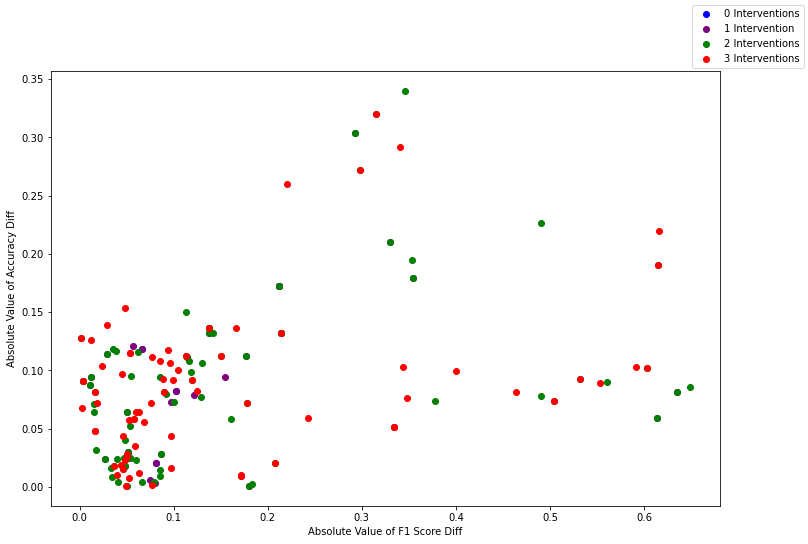 0 Interventions
1 Intervention
2 Interventions
3 Interventions
0.35
0.30
0.25
0.20
0.15
0.10
0.05
0.00
Absolute Value of Accuracy Diff
0.0 0.1 0.2 0.3 0.4 0.5 0.6
Absolute Value of F1 Score Diff